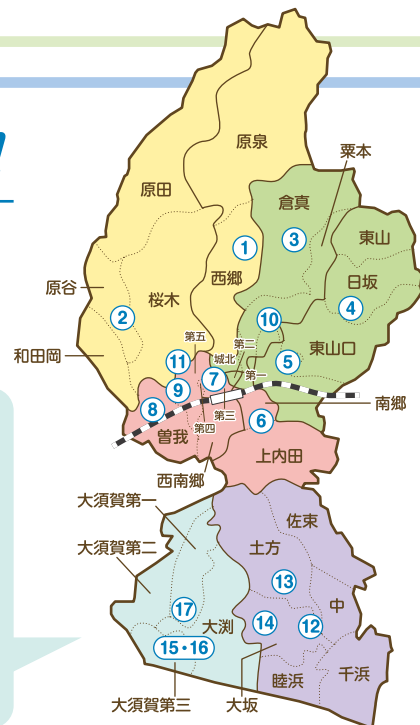 原泉
粟本
原田
倉真
東山
①
③
西郷
日坂
原谷
桜木
④
②
⑩
第五
第二
和田岡
⑪
城北
⑤
東山口
⑦
第一
⑨
南郷
⑧
第三
⑥
曽我
第四
上内田
西南郷
大須賀第一
佐束
土方
大須賀第二
⑬
中
⑰
大渕
⑭
⑫
15・16
千浜
大須賀第三
大坂
睦浜